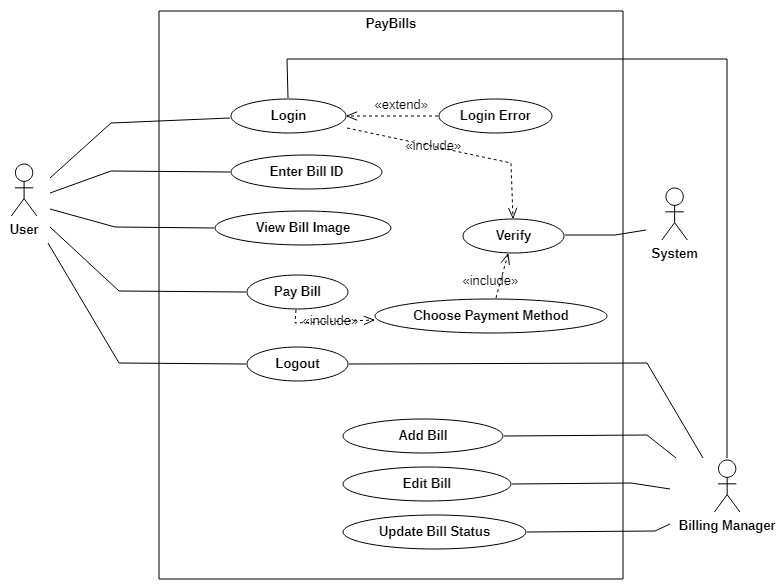 PayBills
«extend»
Login
Login Error
«include»
Enter Bill ID
User
View Bill Image
Verify
System
«include»
Pay Bill
«include»
Choose Payment Method
Logout
Add Bill
Edit Bill
Billing Manager
Update Bill Status